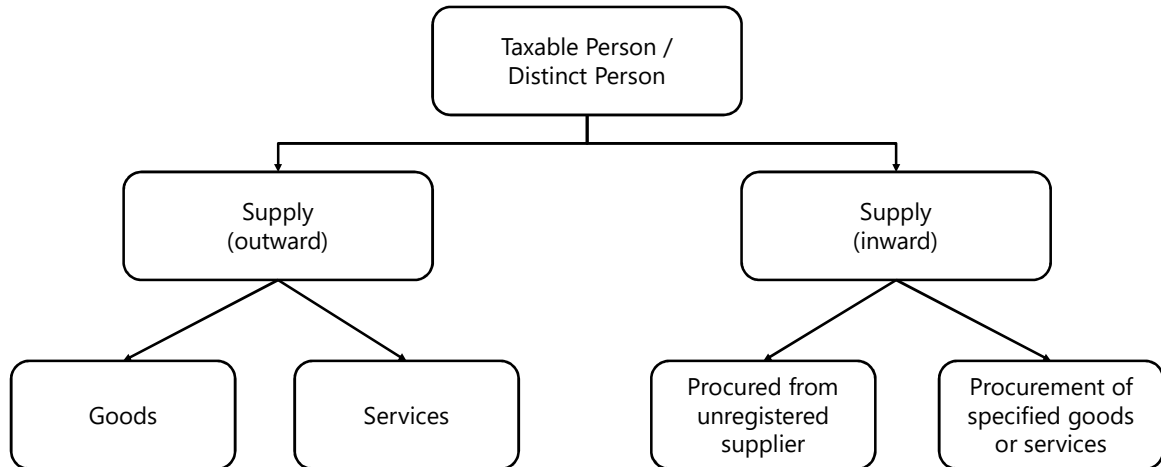 Taxable Person /
Distinct Person
Supply
(outward)
Supply
(inward)
Goods
Services
Procured from
unregistered
supplier
Procurement of
specified goods
or services